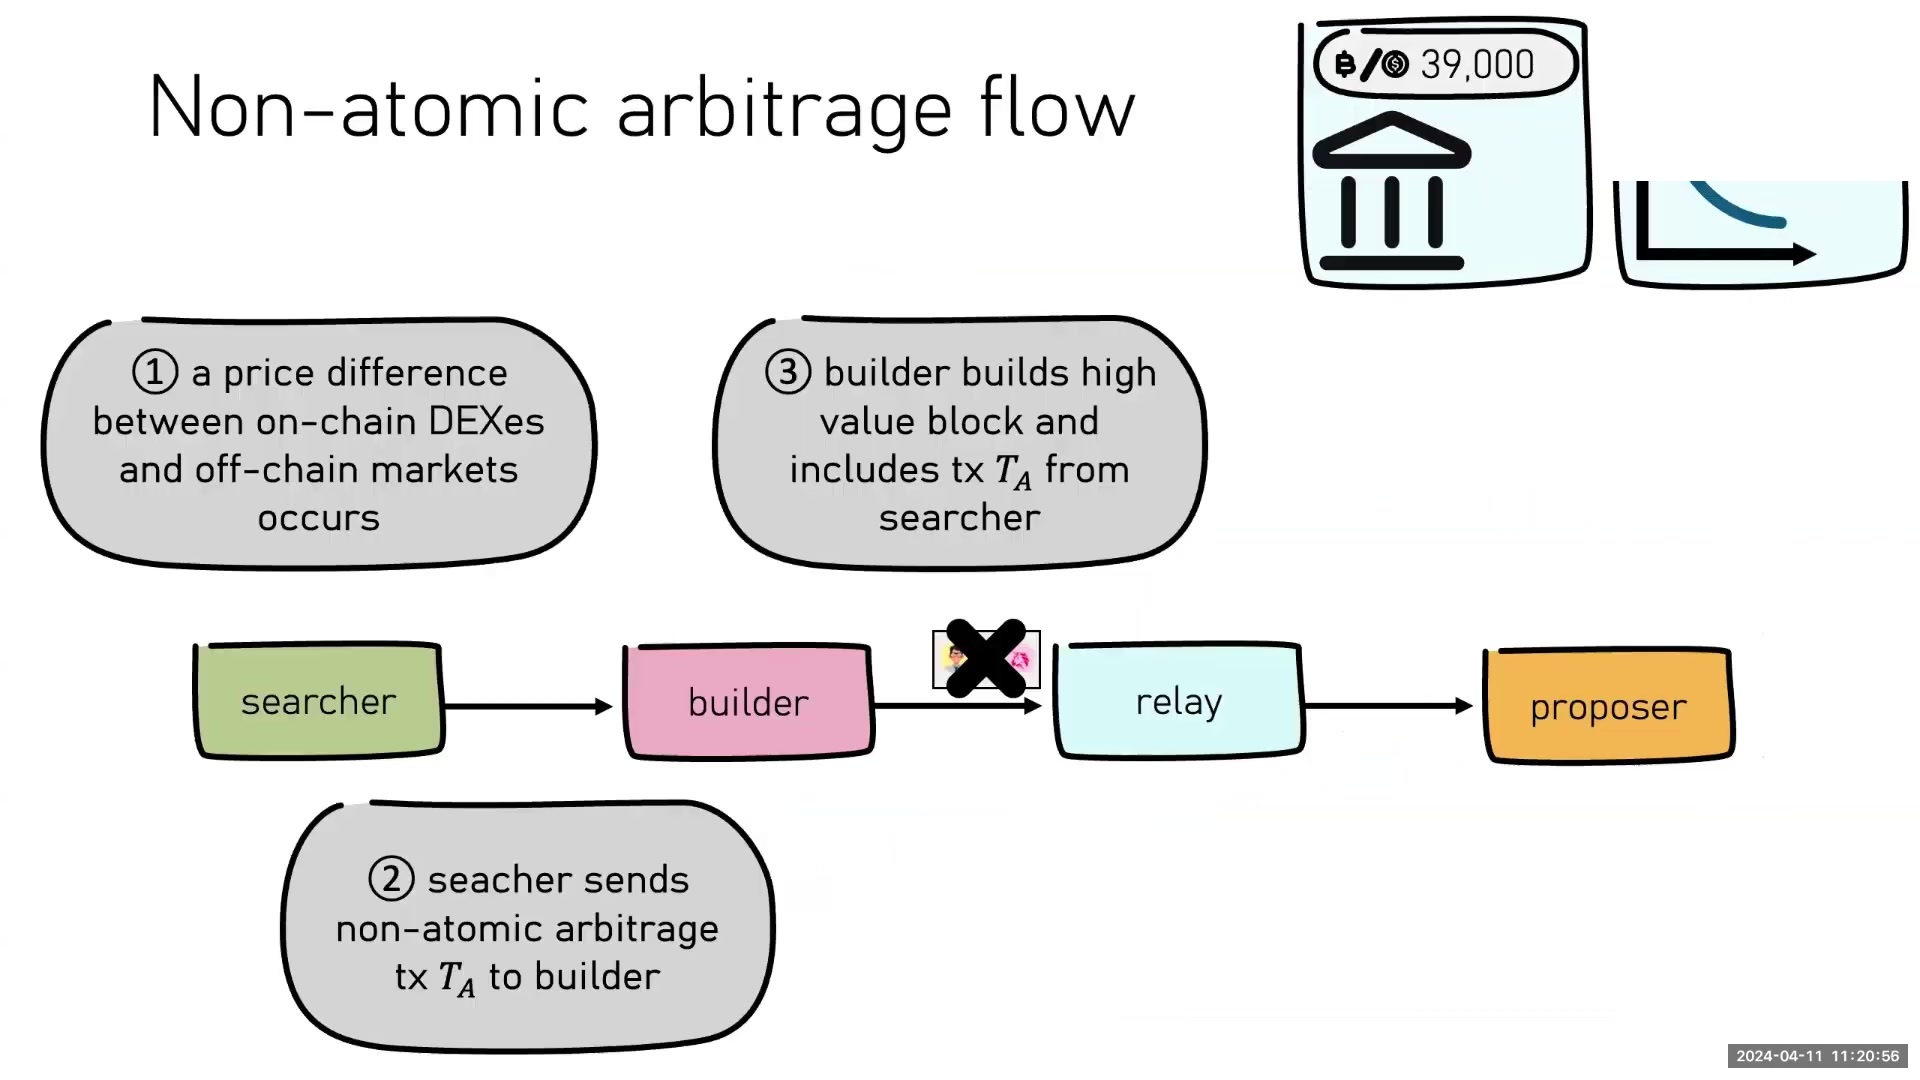 Non-atomic arbitrage flow
39,000
① a price difference
between on-chain DEXes
and off-chain markets
occurs
③ builder builds high
value block and
includes tx T_A from
searcher
searcher
builder
relay
proposer
② seacher sends
non-atomic arbitrage
tx T_A to builder
2024-04-11 11:20:56